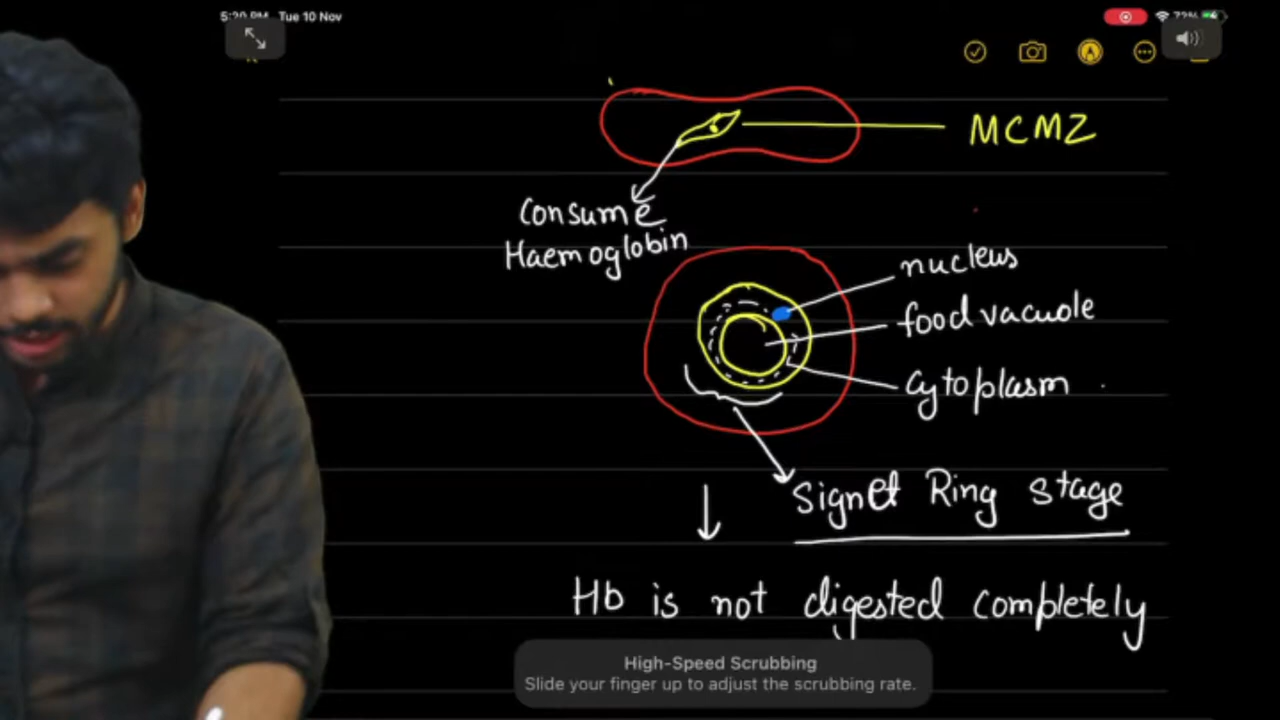 5:20 PM Tue 10 Nov
72%
MCMZ
Consume
Haemoglobin
nucleus
food vacuole
Cytoplasm
Signet Ring stage
Hb is not digested completely
High-Speed Scrubbing
Slide your finger up to adjust the scrubbing rate.